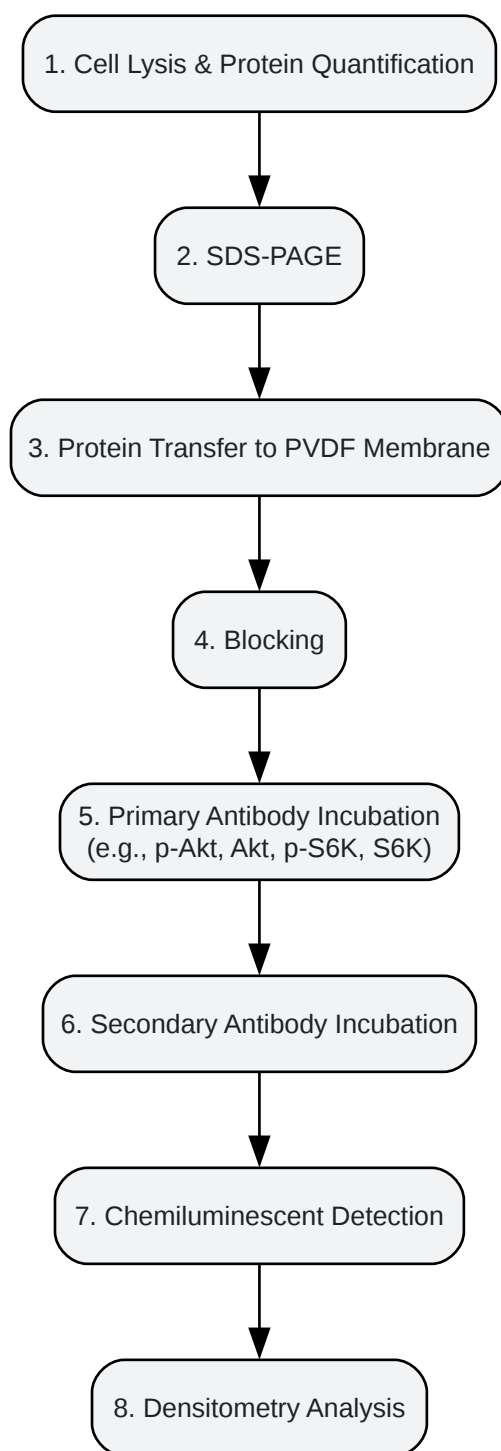 1. Cell Lysis & Protein Quantification
2. SDS-PAGE
3. Protein Transfer to PVDF Membrane
4. Blocking
5. Primary Antibody Incubation
(e.g., p-Akt, Akt, p-S6K, S6K)
6. Secondary Antibody Incubation
7. Chemiluminescent Detection
8. Densitometry Analysis